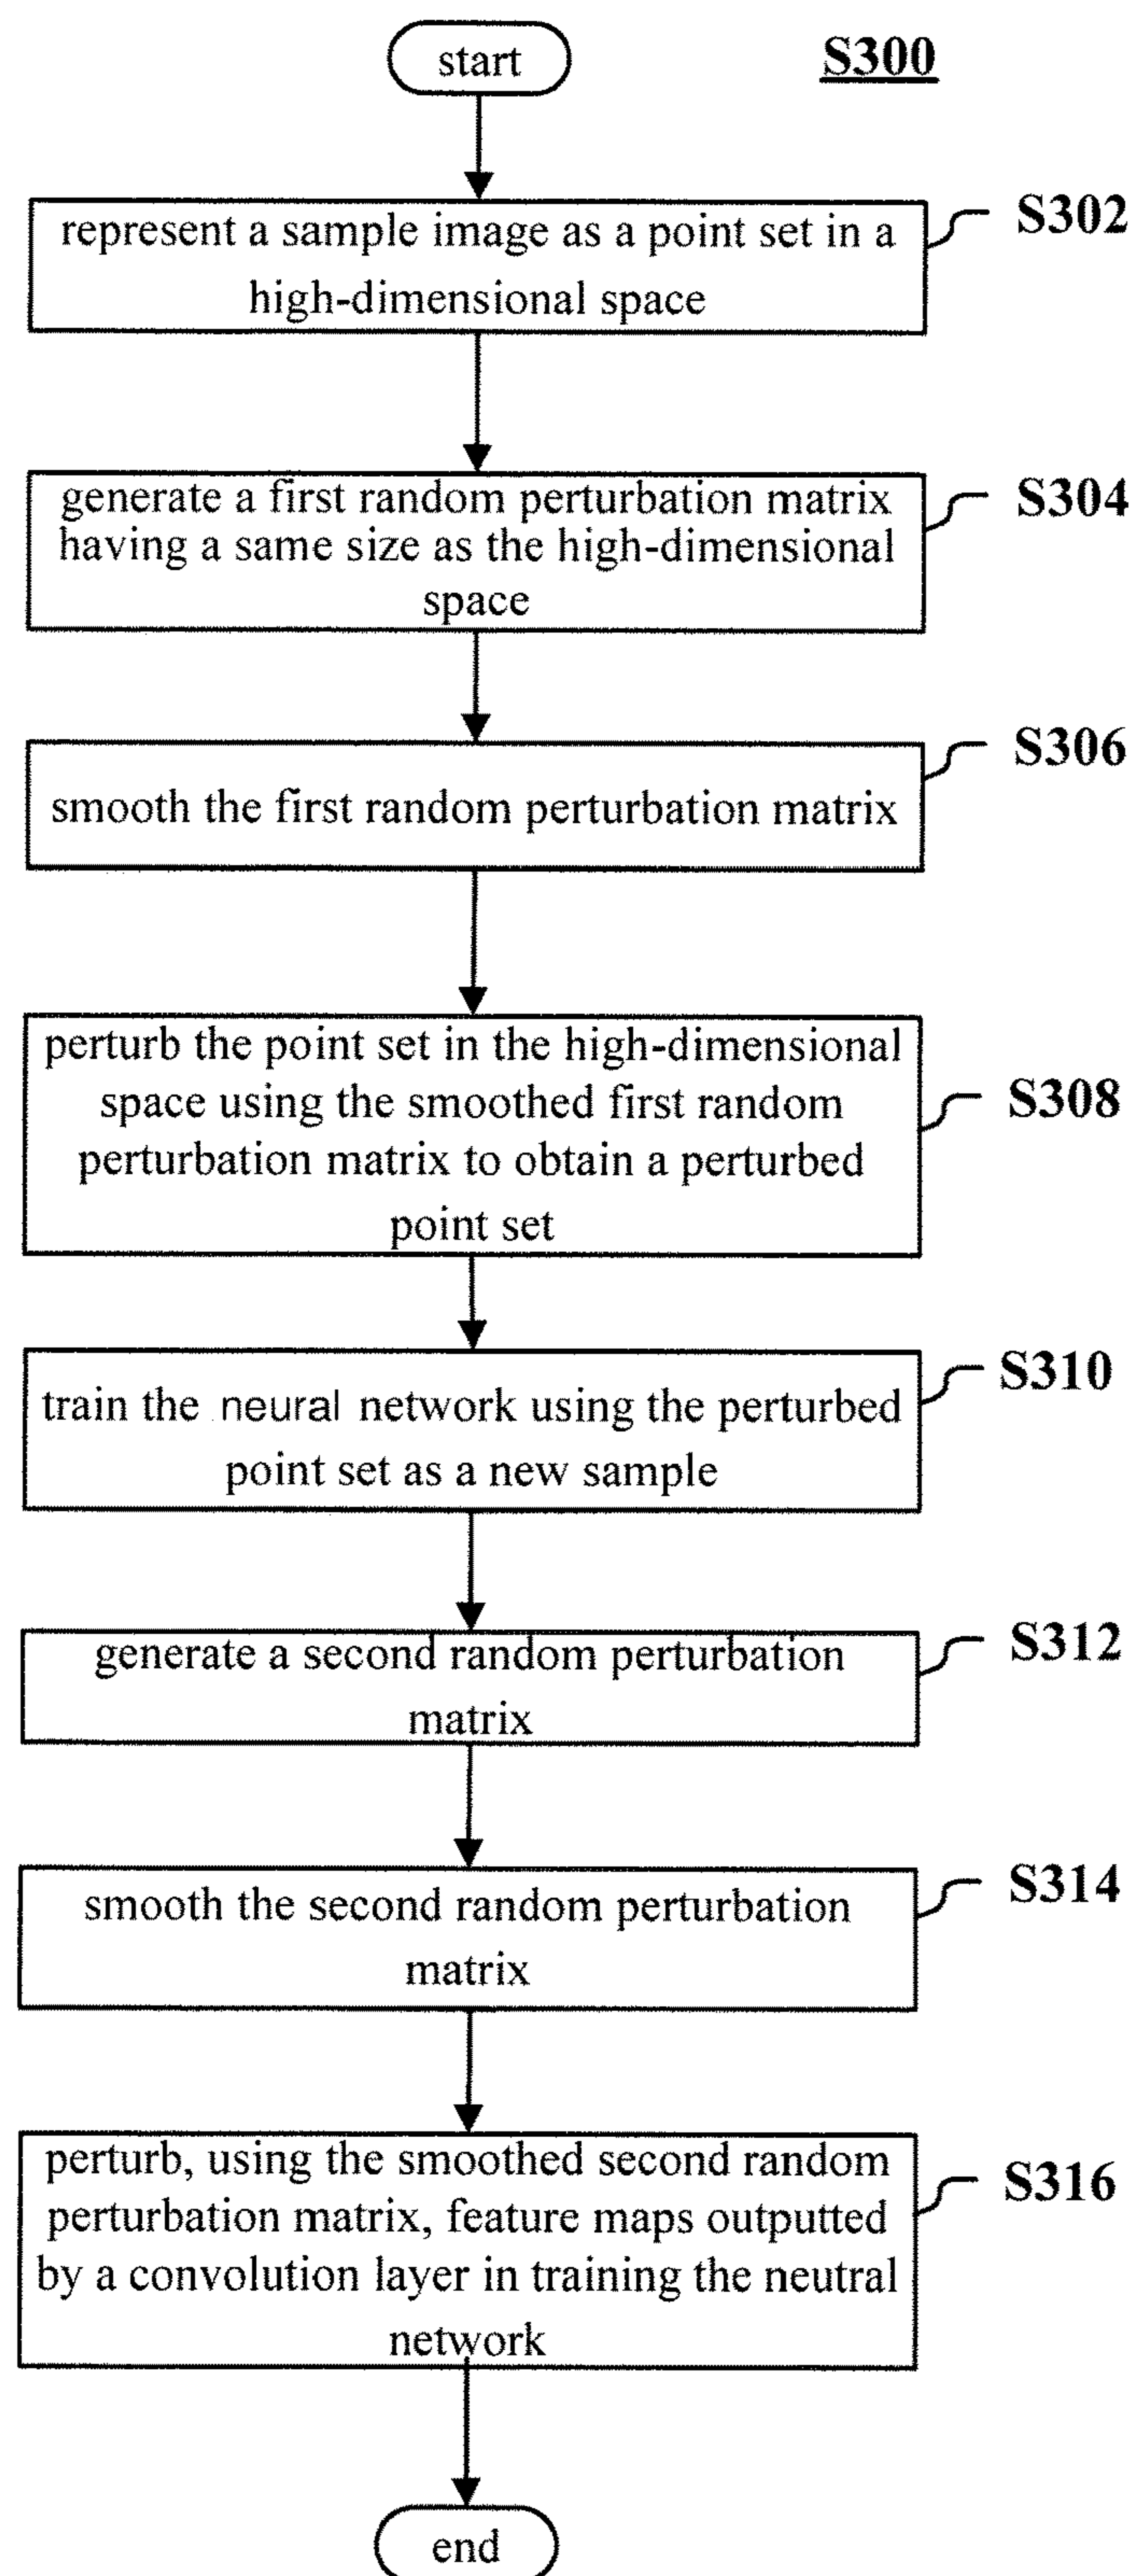 start
S300
represent a sample image as a point set in a
high-dimensional space
S302
generate a first random perturbation matrix
having a same size as the high-dimensional
space
S304
smooth the first random perturbation matrix
S306
perturb the point set in the high-dimensional
space using the smoothed first random
perturbation matrix to obtain a perturbed
point set
S308
train the neural network using the perturbed
point set as a new sample
S310
generate a second random perturbation
matrix
S312
smooth the second random perturbation
matrix
S314
perturb, using the smoothed second random
perturbation matrix, feature maps outputted
by a convolution layer in training the neutral
network
S316
end